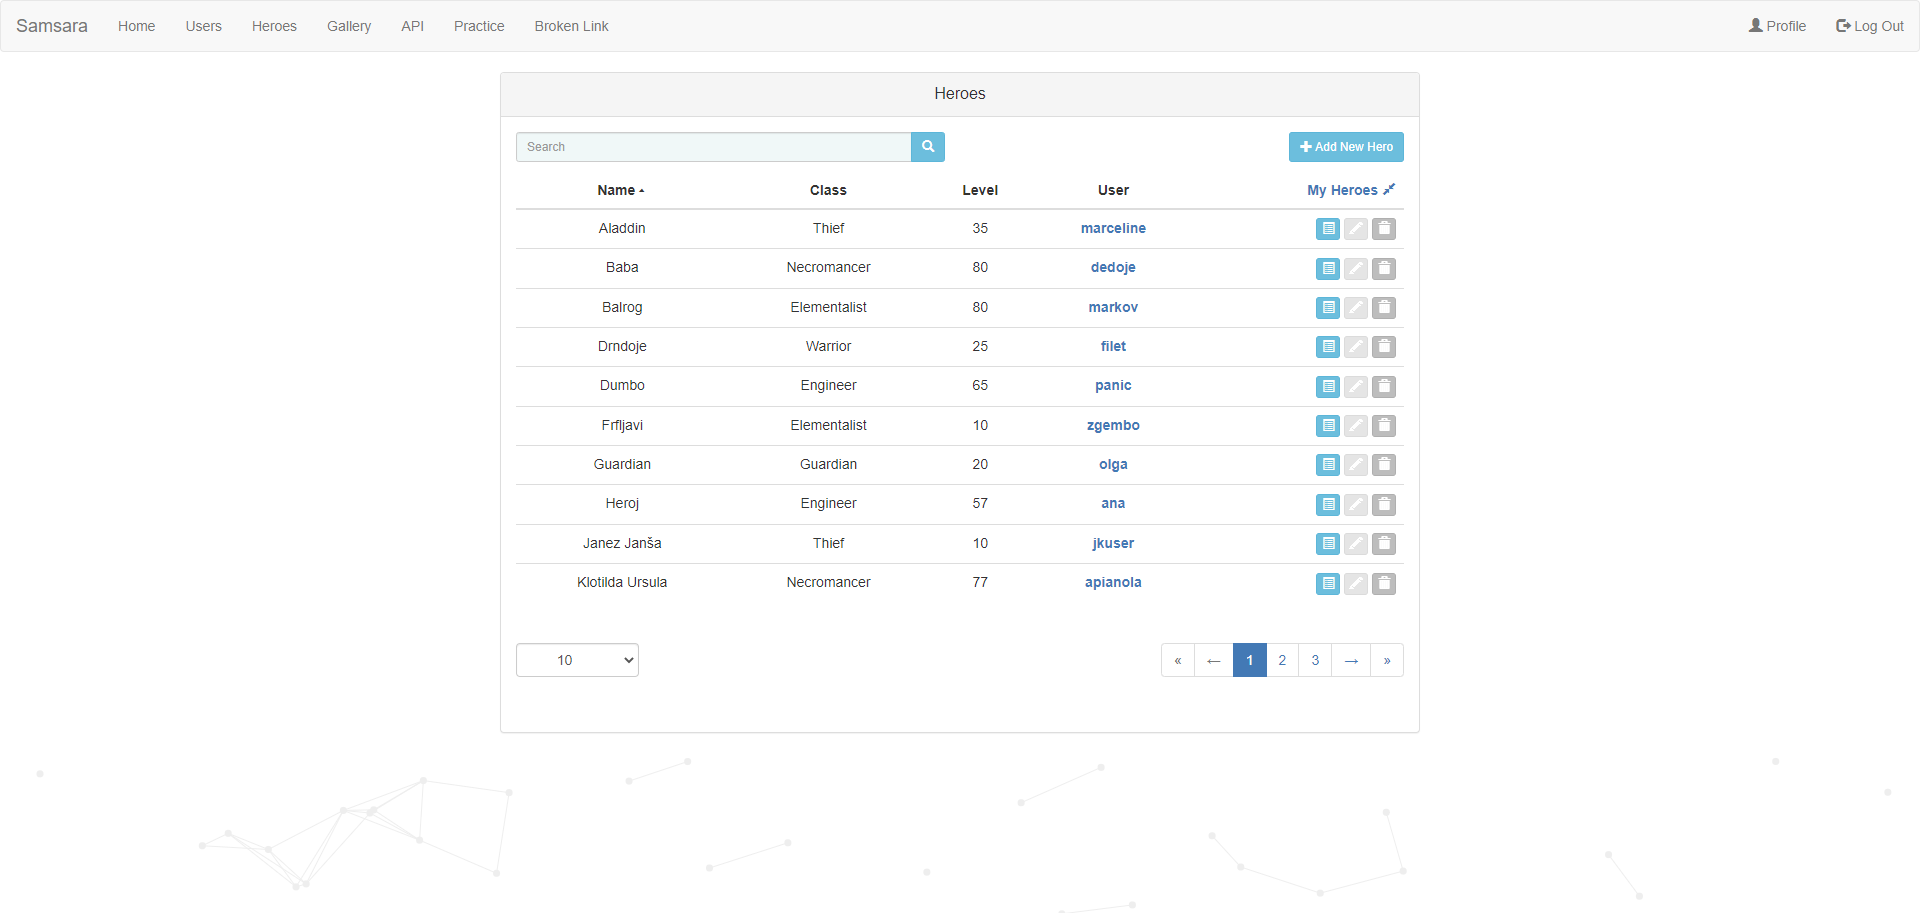 Samsara Home Users Heroes Gallery API Practice Broken Link Profile Log Out
Heroes
Search Add New Hero
Name Class Level User My Heroes
Aladdin Thief 35 marceline
Baba Necromancer 80 dedoje
Balrog Elementalist 80 markov
Drndoje Warrior 25 filet
Dumbo Engineer 65 panic
Frfljavi Elementalist 10 zgembo
Guardian Guardian 20 olga
Heroj Engineer 57 ana
Janez Janša Thief 10 jkuser
Klotilda Ursula Necromancer 77 apianola
10 « ← 1 2 3 → »